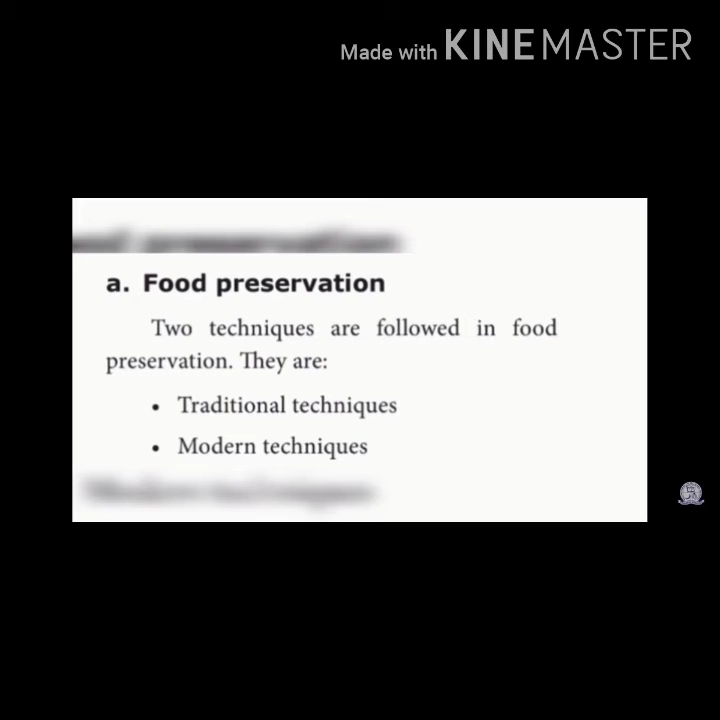 Made with KINEMASTER
a. Food preservation
Two techniques are followed in food
preservation. They are:
• Traditional techniques
• Modern techniques